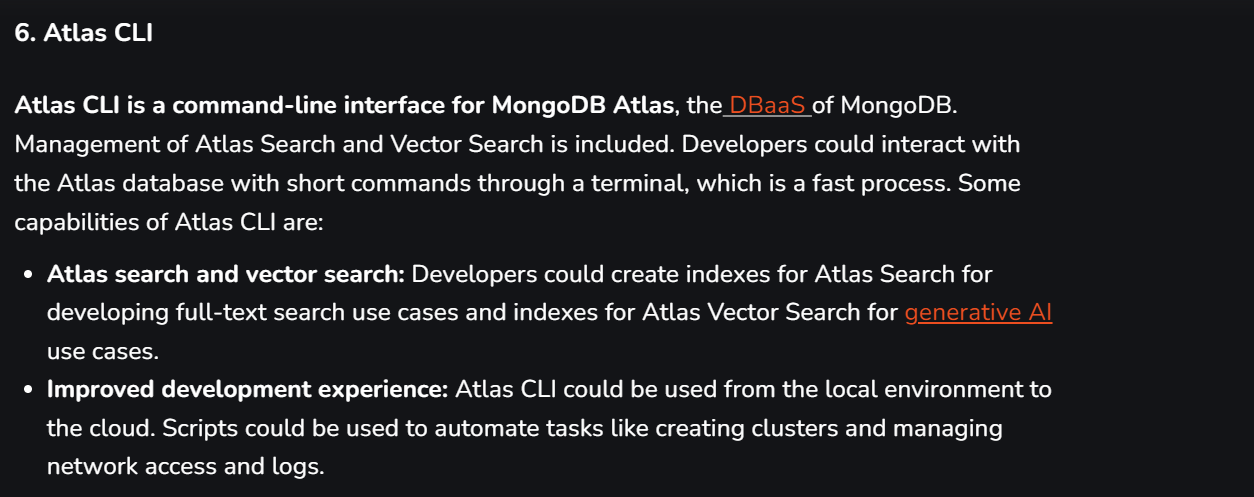 6. Atlas CLI
Atlas CLI is a command-line interface for MongoDB Atlas, the DBaaS of MongoDB.
Management of Atlas Search and Vector Search is included. Developers could interact with
the Atlas database with short commands through a terminal, which is a fast process. Some
capabilities of Atlas CLI are:
• Atlas search and vector search: Developers could create indexes for Atlas Search for
developing full-text search use cases and indexes for Atlas Vector Search for generative AI
use cases.
• Improved development experience: Atlas CLI could be used from the local environment to
the cloud. Scripts could be used to automate tasks like creating clusters and managing
network access and logs.